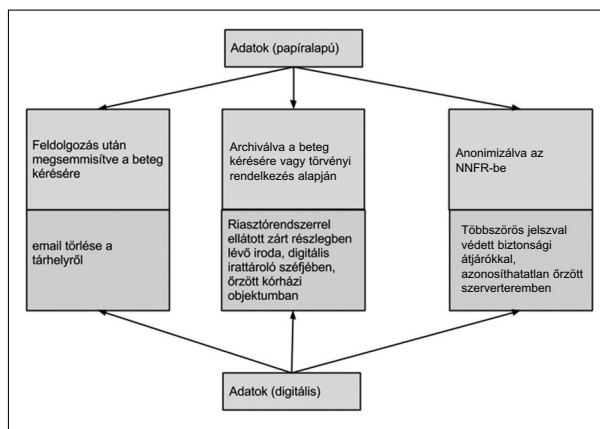 Adatok (papíralapú)
Feldolgozás után
megsemmisítve a beteg
kérésére
Archiválva a beteg
kérésére vagy törvényi
rendelkezés alapján
Anonimizálva az
NNFR-be
email törlése a
tárhelyről
Riasztórendszerrel
ellátott zárt részlegben
lévő iroda, digitális
irattároló széfjében,
őrzött kórházi
objektumban
Többszörös jelszval
védett biztonsági
átjárókkal,
azonosíthatatlan őrzött
szerverteremben
Adatok (digitális)